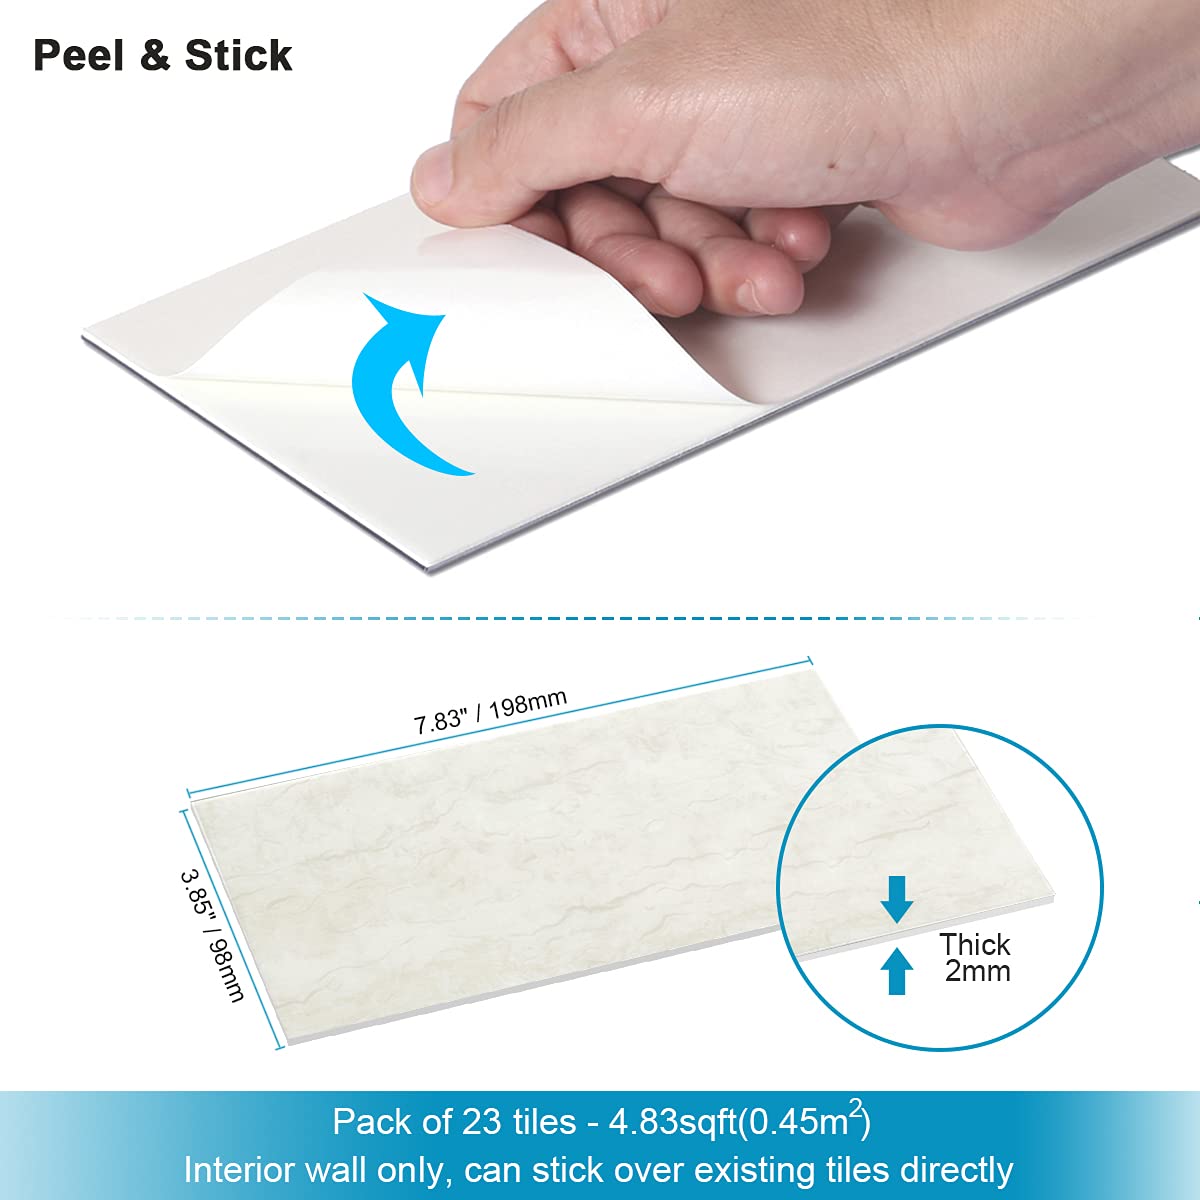 Peel & Stick
7.83" / 198mm
3.85" / 98mm
Thick
2mm
Pack of 23 tiles - 4.83sqft(0.45m²)
Interior wall only, can stick over existing tiles directly